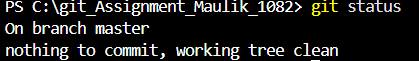 PS C:\git_Assignment_Maulik_1082> git status
On branch master
nothing to commit, working tree clean